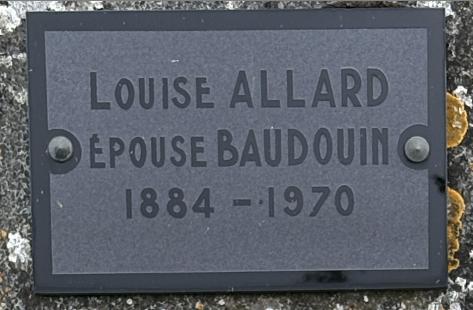 Louise ALLARD
ÉPOUSE BAUDOUIN
1884 - 1970